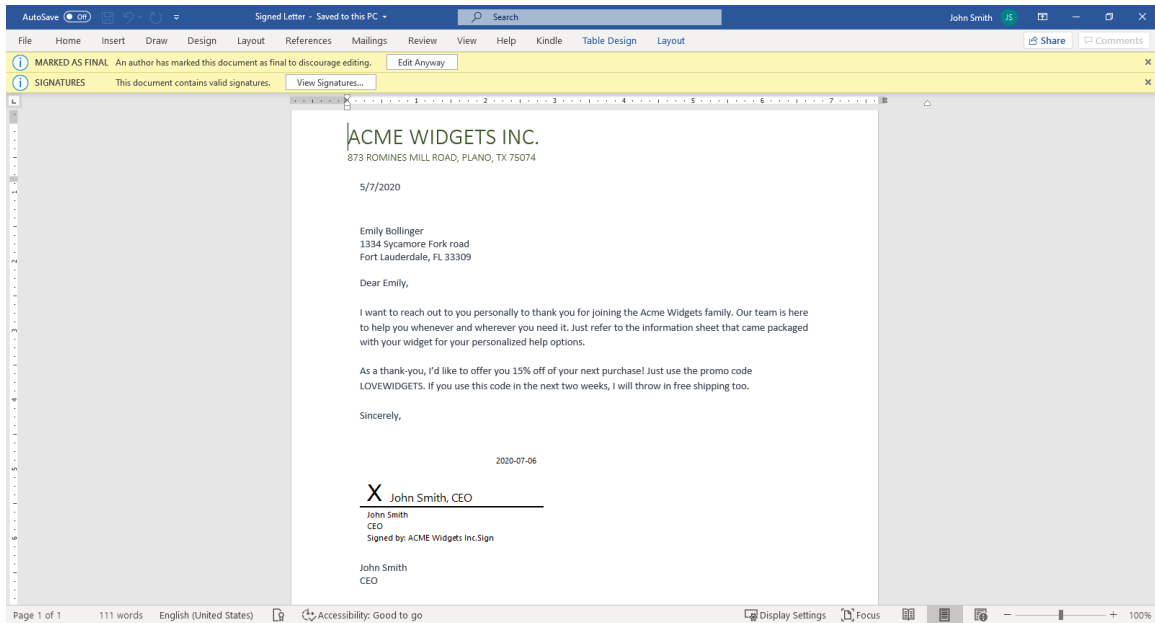 AutoSave Off Signed Letter - Saved to this PC Search John Smith JS
File Home Insert Draw Design Layout References Mailings Review View Help Kindle Table Design Layout Share Comments
MARKED AS FINAL An author has marked this document as final to discourage editing. Edit Anyway
SIGNATURES This document contains valid signatures. View Signatures...
1 2 3 4 5 6 7
ACME WIDGETS INC.
873 ROMINES MILL ROAD, PLANO, TX 75074
5/7/2020
Emily Bollinger
1334 Sycamore Fork road
Fort Lauderdale, FL 33309
Dear Emily,
I want to reach out to you personally to thank you for joining the Acme Widgets family. Our team is here
to help you whenever and wherever you need it. Just refer to the information sheet that came packaged
with your widget for your personalized help options.
As a thank-you, I'd like to offer you 15% off of your next purchase! Just use the promo code
LOVEWIDGETS. If you use this code in the next two weeks, I will throw in free shipping too.
Sincerely,
2020-07-06
X John Smith, CEO
John Smith
CEO
Signed by: ACME Widgets Inc.Sign
John Smith
CEO
Page 1 of 1 111 words English (United States) Accessibility: Good to go Display Settings Focus 100%